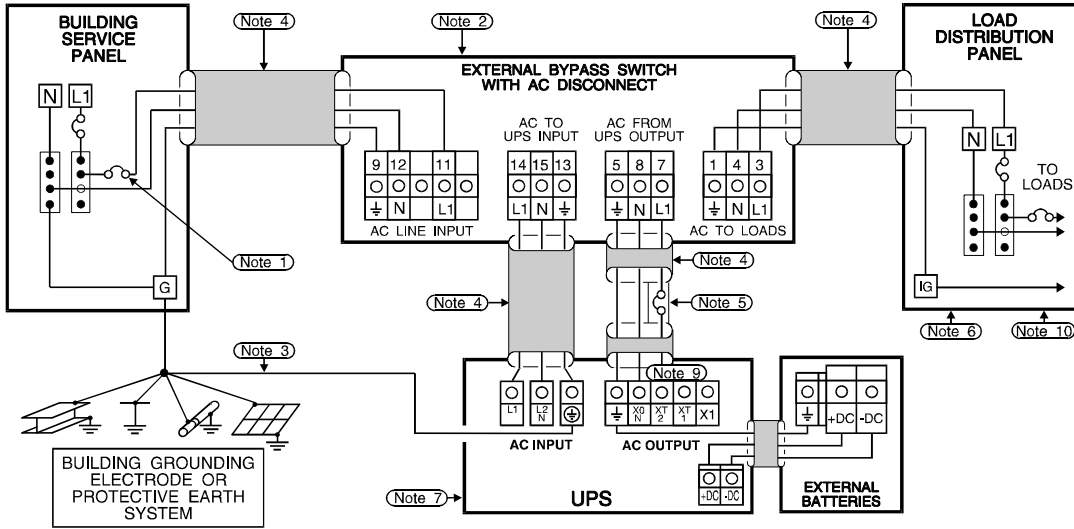 BUILDING
SERVICE
PANEL
N
L1
G
Note 4
Note 2
Note 4
EXTERNAL BYPASS SWITCH
WITH AC DISCONNECT
AC TO
UPS INPUT
AC FROM
UPS OUTPUT
9 12 11
N L1
AC LINE INPUT
14 15 13
L1 N
5 8 7
N L1
1 4 3
N L1
AC TO LOADS
LOAD
DISTRIBUTION
PANEL
N
L1
TO
LOADS
IG
Note 1
Note 4
Note 4
Note 5
Note 6
Note 10
Note 3
Note 9
L1
L2
N
AC INPUT
X0
N
XT
2
XT
1
X1
AC OUTPUT
+DC -DC
Note 7
UPS
+DC -DC
EXTERNAL
BATTERIES
BUILDING GROUNDING
ELECTRODE OR
PROTECTIVE EARTH
SYSTEM